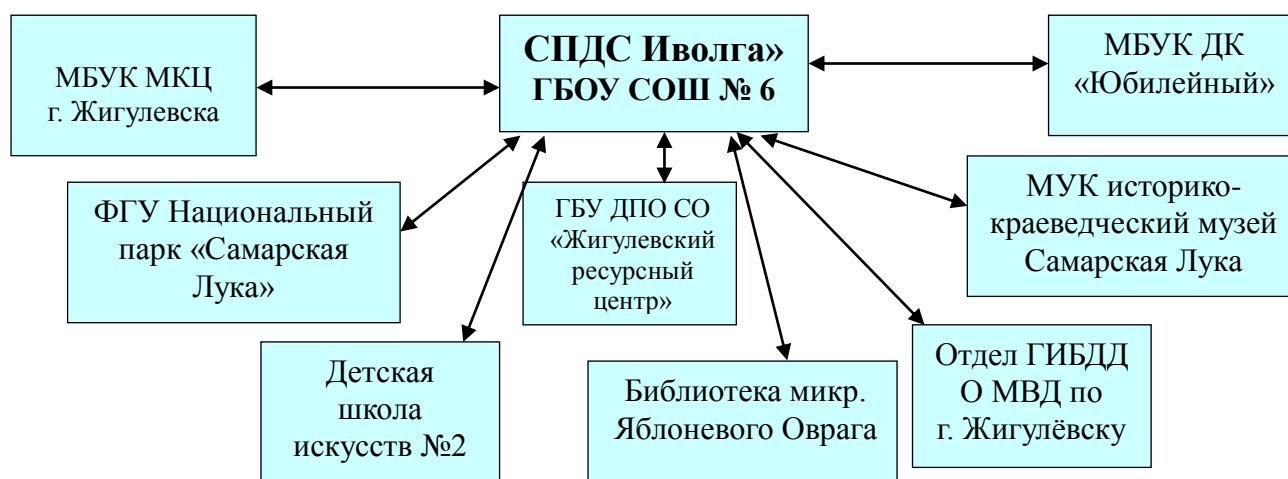 СПДС Иволга»
ГБОУ СОШ № 6
МБУК МКЦ
г. Жигулевска
МБУК ДК
«Юбилейный»
ФГУ Национальный
парк «Самарская
Лука»
ГБУ ДПО СО
«Жигулевский
ресурсный
центр»
МУК историко-
краеведческий музей
Самарская Лука
Детская
школа
искусств №2
Библиотека микр.
Яблоневого Оврага
Отдел ГИБДД
О МВД по
г. Жигулёвску